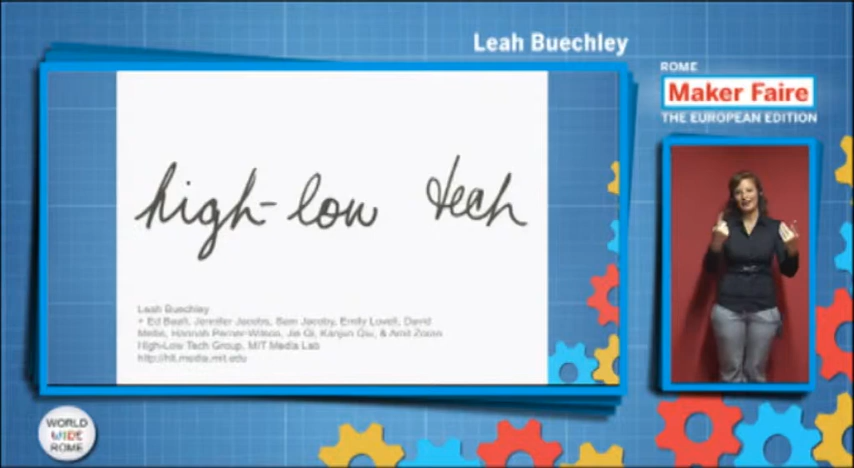 Leah Buechley
ROME
Maker Faire
THE EUROPEAN EDITION
high-low tech
Leah Buechley
+ Ed Baafi, Jennifer Jacobs, Sam Jacoby, Emily Lovell, David
Mellis, Hannah Perner-Wilson, Jie Qi, Kanjun Qiu, & Amit Zoran
High-Low Tech Group, MIT Media Lab
http://hlt.media.mit.edu
WORLD
WIDE
ROME